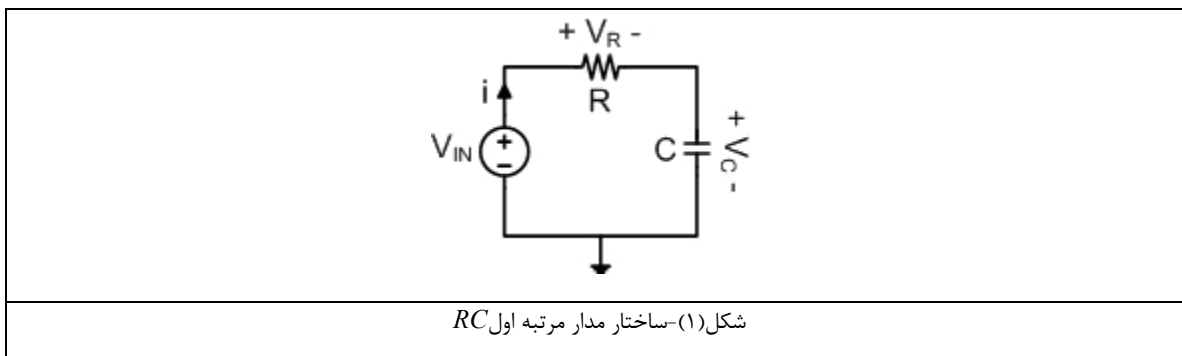 + V_R -
i
R
V_IN
+
−
C
+ V_C -
شکل(۱)-ساختار مدار مرتبه اول RC